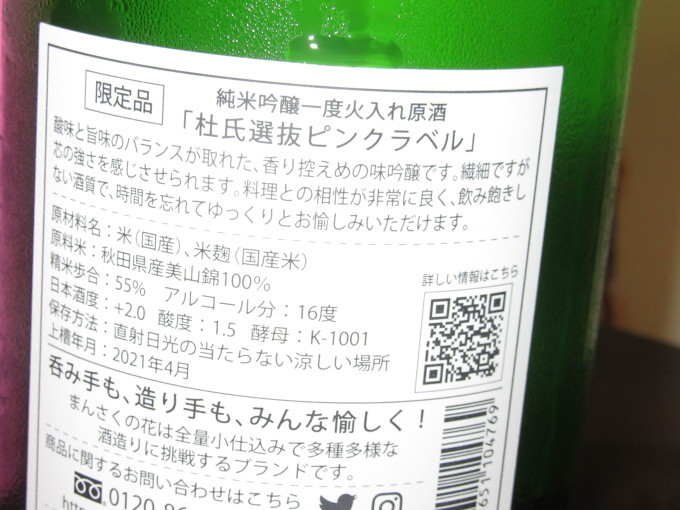 限定品
純米吟醸一度火入れ原酒
「杜氏選抜ピンクラベル」
酸味と旨味のバランスが取れた、香り控えめの味吟醸です。繊細ですが
芯の強さを感じさせられます。料理との相性が非常に良く、飲み飽きし
ない酒質で、時間を忘れてゆっくりとお愉しみいただけます。
原材料名：米（国産）、米麹（国産米）
原料米：秋田県産美山錦100%
精米歩合：55% アルコール分：16度
日本酒度：+2.0 酸度：1.5 酵母：K-1001
保存方法：直射日光の当たらない涼しい場所
上槽年月：2021年4月
詳しい情報はこちら
呑み手も、造り手も、みんな愉しく！
まんさくの花は全量小仕込みで多種多様な
酒造りに挑戦するブランドです。
商品に関するお問い合わせはこちら
0120-86
http
651104769